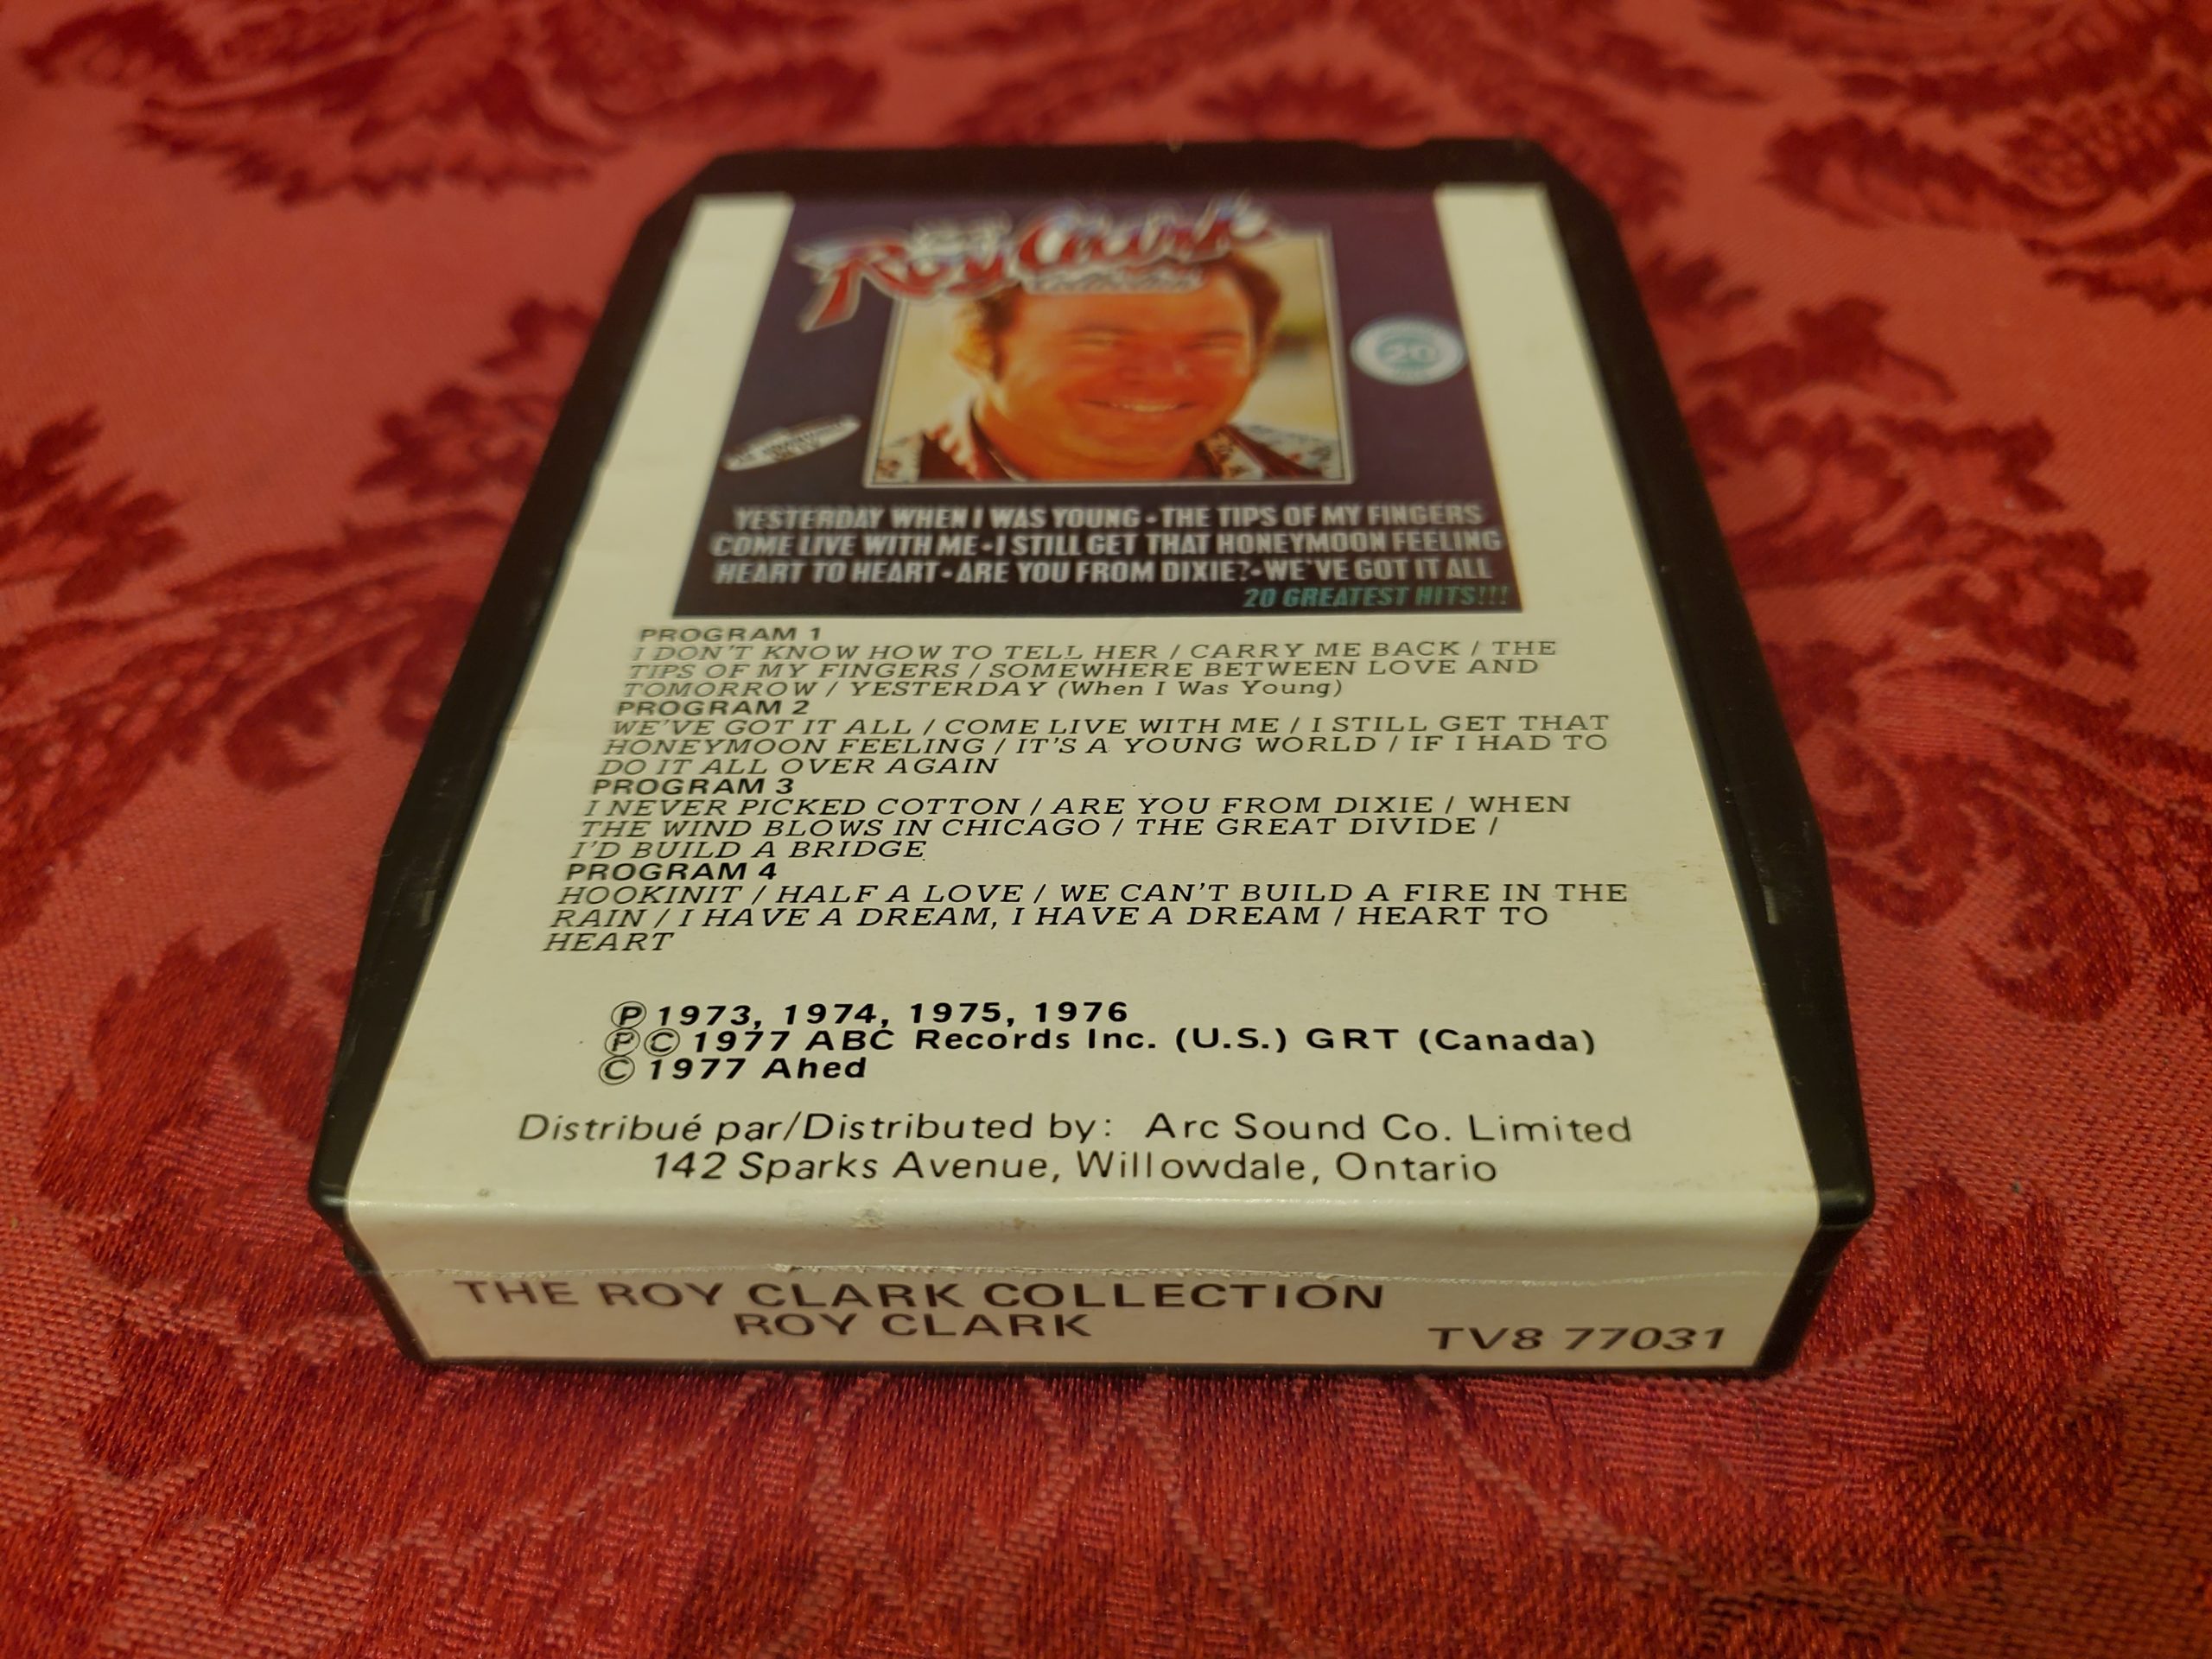 Roy Clark
Collection
20
YESTERDAY WHEN I WAS YOUNG • THE TIPS OF MY FINGERS
COME LIVE WITH ME • I STILL GET THAT HONEYMOON FEELING
HEART TO HEART • ARE YOU FROM DIXIE? • WE'VE GOT IT ALL
20 GREATEST HITS!!!
PROGRAM 1
I DON'T KNOW HOW TO TELL HER / CARRY ME BACK / THE
TIPS OF MY FINGERS / SOMEWHERE BETWEEN LOVE AND
TOMORROW / YESTERDAY (When I Was Young)
PROGRAM 2
WE'VE GOT IT ALL / COME LIVE WITH ME / I STILL GET THAT
HONEYMOON FEELING / IT'S A YOUNG WORLD / IF I HAD TO
DO IT ALL OVER AGAIN
PROGRAM 3
I NEVER PICKED COTTON / ARE YOU FROM DIXIE / WHEN
THE WIND BLOWS IN CHICAGO / THE GREAT DIVIDE /
I'D BUILD A BRIDGE
PROGRAM 4
HOOKINIT / HALF A LOVE / WE CAN'T BUILD A FIRE IN THE
RAIN / I HAVE A DREAM, I HAVE A DREAM / HEART TO
HEART
Ⓟ 1973, 1974, 1975, 1976
Ⓟ© 1977 ABC Records Inc. (U.S.) GRT (Canada)
© 1977 Ahed
Distribué par/Distributed by: Arc Sound Co. Limited
142 Sparks Avenue, Willowdale, Ontario
THE ROY CLARK COLLECTION
ROY CLARK
TV8 77031